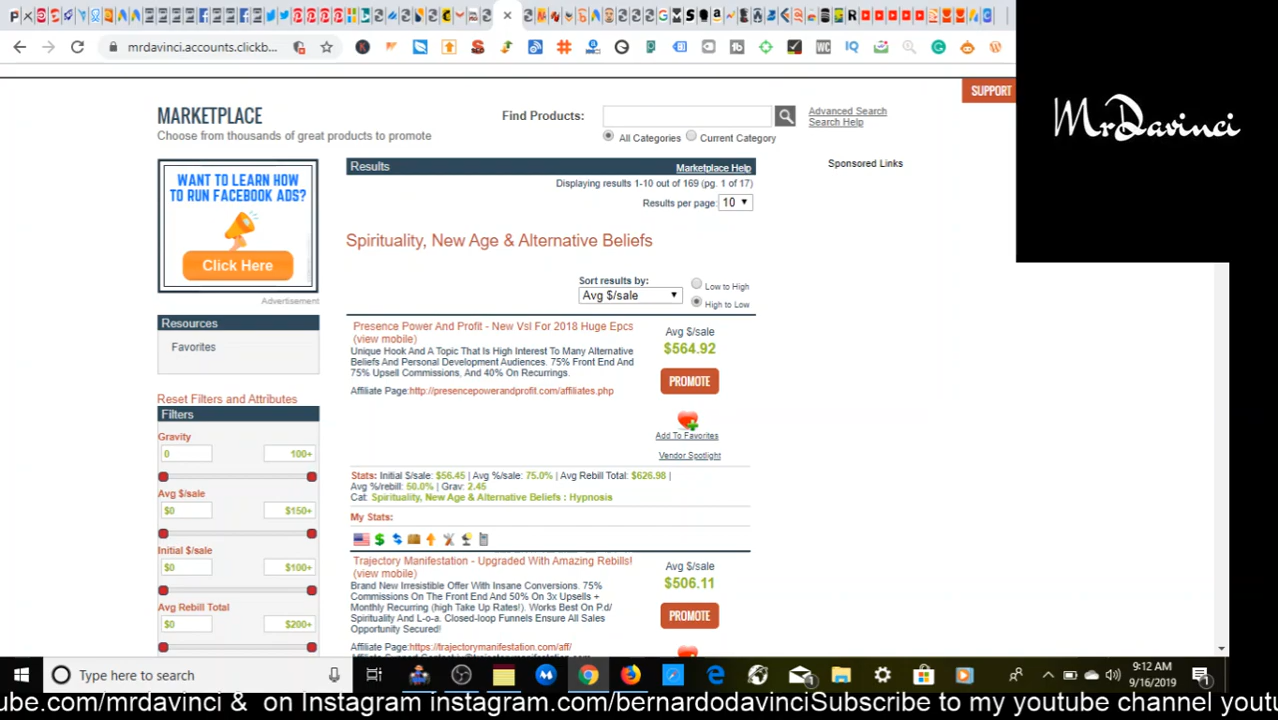 mrdavinci.accounts.clickb...
SUPPORT
MrDavinci
MARKETPLACE
Choose from thousands of great products to promote
Find Products:
Advanced Search
Search Help
All Categories
Current Category
WANT TO LEARN HOW
TO RUN FACEBOOK ADS?
Click Here
Advertisement
Results
Marketplace Help
Sponsored Links
Displaying results 1-10 out of 169 (pg. 1 of 17)
Results per page: 10
Spirituality, New Age & Alternative Beliefs
Sort results by:
Avg $/sale
Low to High
High to Low
Resources
Favorites
Reset Filters and Attributes
Filters
Gravity
0 100+
Avg $/sale
$0 $150+
Initial $/sale
$0 $100+
Avg Rebill Total
$0 $200+
Presence Power And Profit - New Vsl For 2018 Huge Epcs
(view mobile)
Unique Hook And A Topic That Is High Interest To Many Alternative
Beliefs And Personal Development Audiences. 75% Front End And
75% Upsell Commissions, And 40% On Recurrings.
Affiliate Page:http://presencepowerandprofit.com/affiliates.php
Avg $/sale
$564.92
PROMOTE
Add To Favorites
Vendor Spotlight
Stats: Initial $/sale: $56.45 | Avg %/sale: 75.0% | Avg Rebill Total: $626.98 |
Avg %/rebill: 50.0% | Grav: 2.45
Cat: Spirituality, New Age & Alternative Beliefs : Hypnosis
My Stats:
Trajectory Manifestation - Upgraded With Amazing Rebills!
(view mobile)
Brand New Irresistible Offer With Insane Conversions. 75%
Commissions On The Front End And 50% On 3x Upsells +
Monthly Recurring (high Take Up Rates!). Works Best On P.d/
Spirituality And L-o-a. Closed-loop Funnels Ensure All Sales
Opportunity Secured!
Affiliate Page:https://trajectorymanifestation.com/aff/
Avg $/sale
$506.11
PROMOTE
Type here to search
9:12 AM
9/16/2019
ube.com/mrdavinci & on Instagram instagram.com/bernardodavinciSubscribe to my youtube channel yout